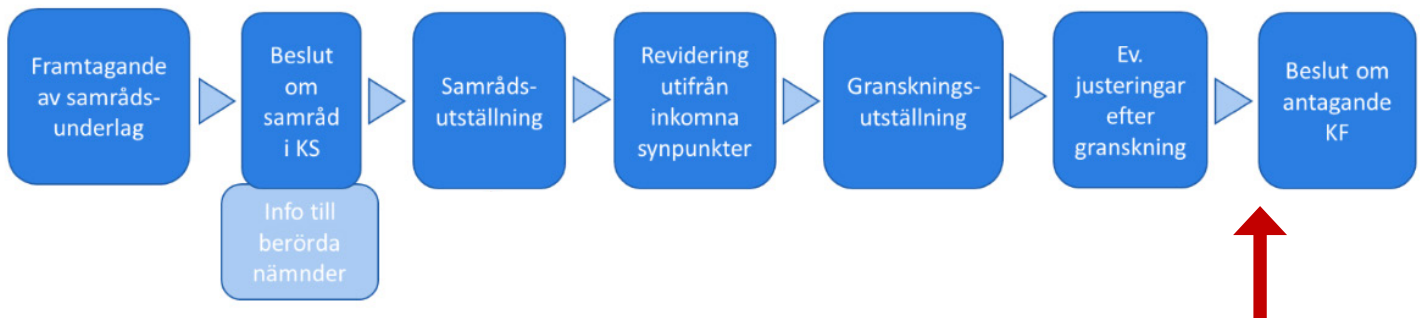 Framtagande
av samråds-
underlag
Beslut
om
samråd
i KS
Info till
berörda
nämnder
Samråds-
utställning
Revidering
utifrån
inkomna
synpunkter
Gransknings-
utställning
Ev.
justeringar
efter
granskning
Beslut om
antagande
KF